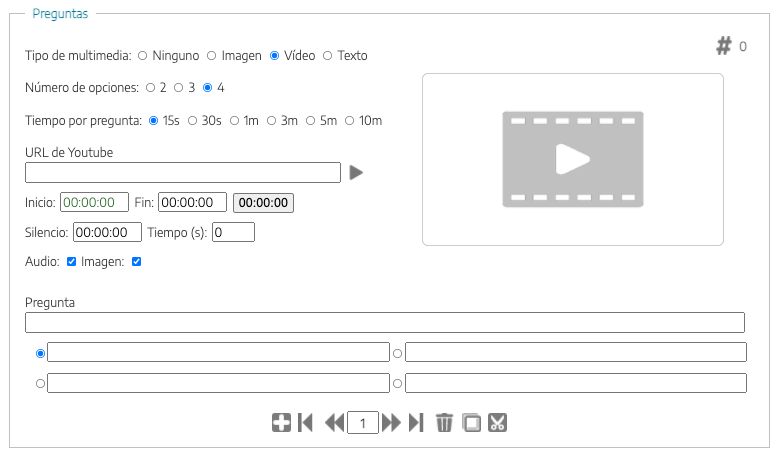 Preguntas
# 0
Tipo de multimedia: Ninguno Imagen Vídeo Texto
Número de opciones: 2 3 4
Tiempo por pregunta: 15s 30s 1m 3m 5m 10m
URL de Youtube
Inicio: 00:00:00 Fin: 00:00:00 00:00:00
Silencio: 00:00:00 Tiempo (s): 0
Audio: Imagen:
Pregunta
1